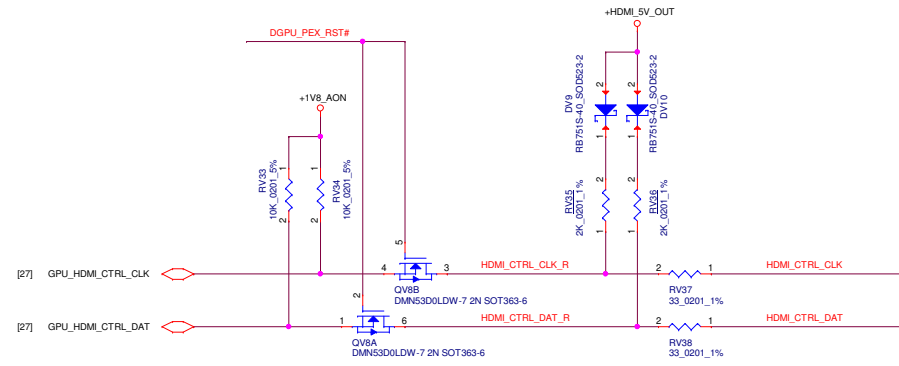 +HDMI_5V_OUT
DGPU_PEX_RST#
+1V8_AON
2
2
DV9
RB751S-40_SOD523-2
RB751S-40_SOD523-2
DV10
1
1
1
1
RV33
10K_0201_5%
RV34
10K_0201_5%
2
2
2
2
RV35
2K_0201_1%
RV36
2K_0201_1%
1
1
5
[27] GPU_HDMI_CTRL_CLK
4
3
HDMI_CTRL_CLK_R
2
1
HDMI_CTRL_CLK
QV8B
DMN53D0LDW-7 2N SOT363-6
RV37
33_0201_1%
2
[27] GPU_HDMI_CTRL_DAT
1
6
HDMI_CTRL_DAT_R
2
1
HDMI_CTRL_DAT
QV8A
DMN53D0LDW-7 2N SOT363-6
RV38
33_0201_1%